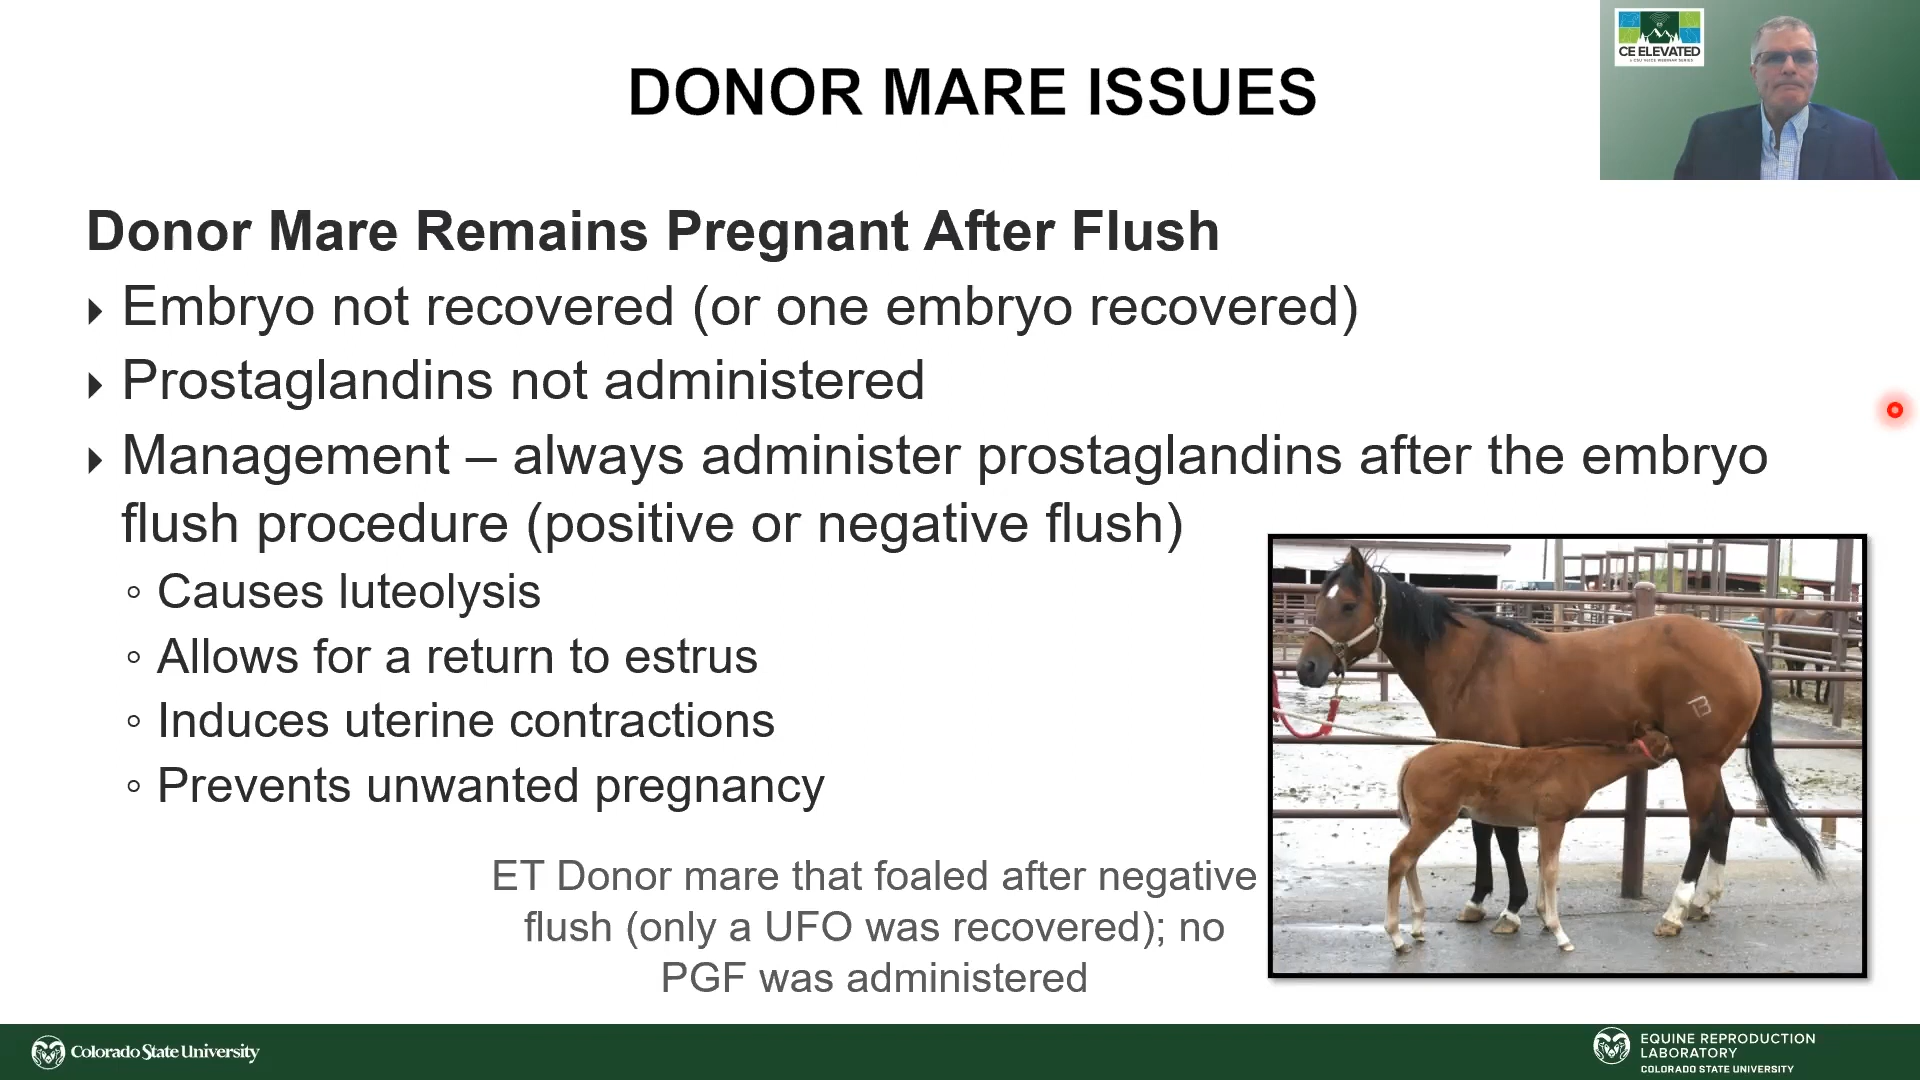 CE ELEVATED
DONOR MARE ISSUES
Donor Mare Remains Pregnant After Flush
Embryo not recovered (or one embryo recovered)
Prostaglandins not administered
Management – always administer prostaglandins after the embryo
flush procedure (positive or negative flush)
Causes luteolysis
Allows for a return to estrus
Induces uterine contractions
Prevents unwanted pregnancy
ET Donor mare that foaled after negative
flush (only a UFO was recovered); no
PGF was administered
Colorado State University
EQUINE REPRODUCTION
LABORATORY
COLORADO STATE UNIVERSITY